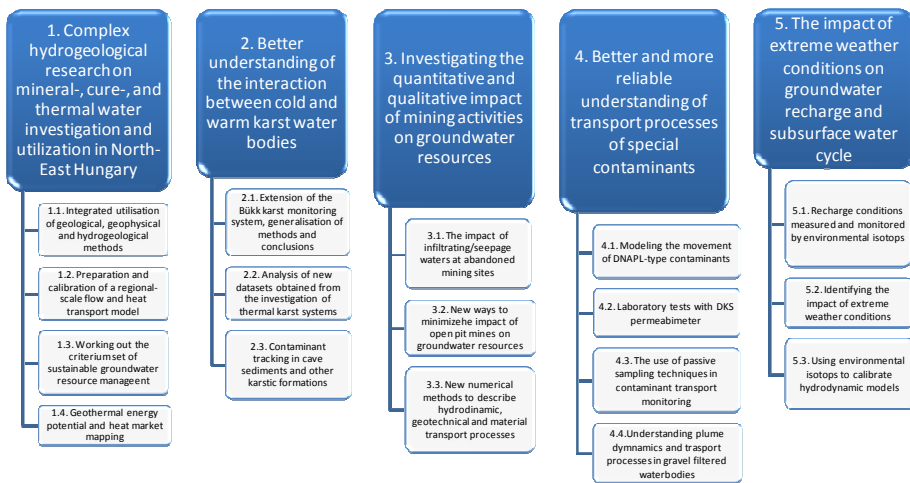 1. Complex
hydrogeological
research on
mineral-, cure-, and
thermal water
investigation and
utilization in North-
East Hungary
1.1. Integrated utilisation
of geological, geophysical
and hydrogeological
methods
1.2. Preparation and
calibration of a regional-
scale flow and heat
transport model
1.3. Working out the
criterium set of
sustainable groundwater
resource manageent
1.4. Geothermal energy
potential and heat market
mapping
2. Better
understanding of
the interaction
between cold and
warm karst water
bodies
2.1. Extension of the
Bükk karst monitoring
system, generalisation of
methods and
conclusions
2.2. Analysis of new
datasets obtained from
the investigation of
thermal karst systems
2.3. Contaminant
tracking in cave
sediments and other
karstic formations
3. Investigating the
quantitative and
qualitative impact
of mining activities
on groundwater
resources
3.1. The impact of
infiltrating/seepage
waters at abandoned
mining sites
3.2. New ways to
minimizehe impact of
open pit mines on
groundwater resources
3.3. New numerical
methods to describe
hydrodinamic,
geotechnical and material
transport processes
4. Better and more
reliable
understanding of
transport processes
of special
contaminants
4.1. Modeling the movement
of DNAPL-type contaminants
4.2. Laboratory tests with DKS
permeabimeter
4.3. The use of passive
sampling techniques in
contaminant transport
monitoring
4.4. Understanding plume
dymnamics and trasport
processes in gravel filtered
waterbodies
5. The impact of
extreme weather
conditions on
groundwater
recharge and
subsurface water
cycle
5.1. Recharge conditions
measured and monitored
by environmental isotops
5.2. Identifying the
impact of extreme
weather conditions
5.3. Using environmental
isotops to calibrate
hydrodynamic models